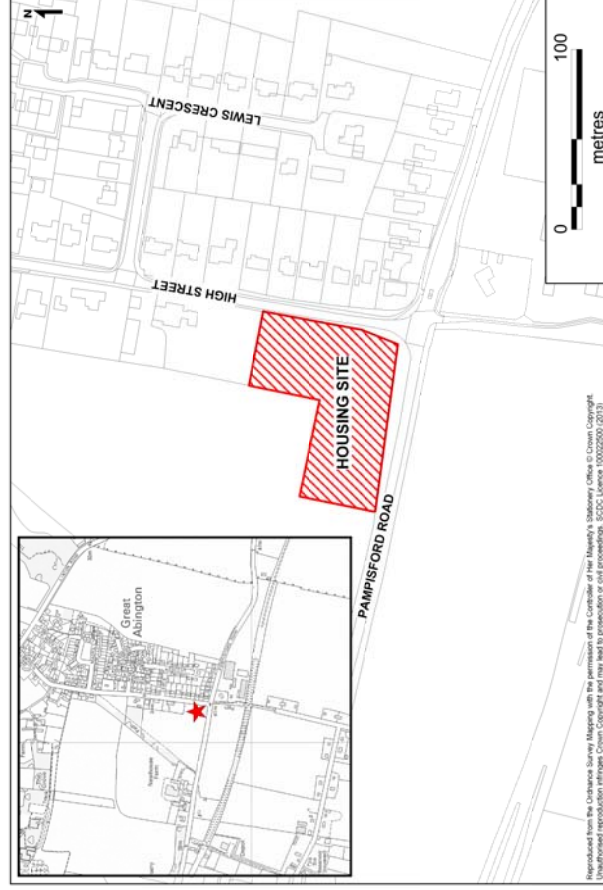 N
LEWIS CRESCENT
HIGH STREET
HOUSING SITE
PAMPISFORD ROAD
Great
Abington
0
100
metres
Reproduced from the Ordnance Survey Mapping with the permission of the Controller of Her Majesty's Stationery Office © Crown Copyright.
Unauthorised reproduction infringes Crown Copyright and may lead to prosecution or civil proceedings. SCDC Licence 100022500 (2013)